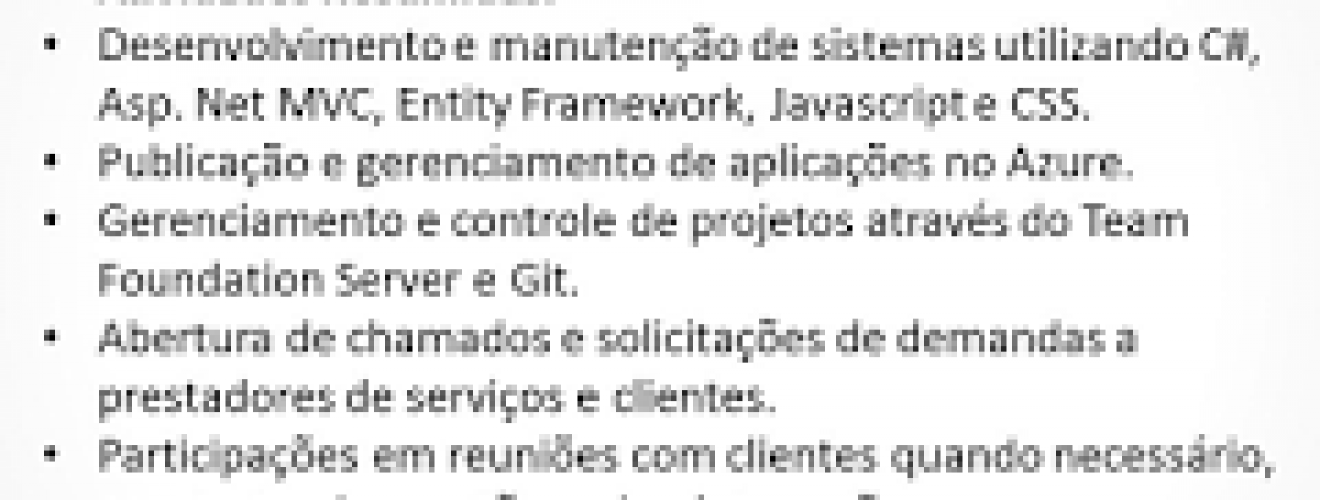 • Desenvolvimento e manutenção de sistemas utilizando C#,
Asp. Net MVC, Entity Framework, Javascript e CSS.
• Publicação e gerenciamento de aplicações no Azure.
• Gerenciamento e controle de projetos através do Team
Foundation Server e Git.
• Abertura de chamados e solicitações de demandas a
prestadores de serviços e clientes.
• Participações em reuniões com clientes quando necessário,